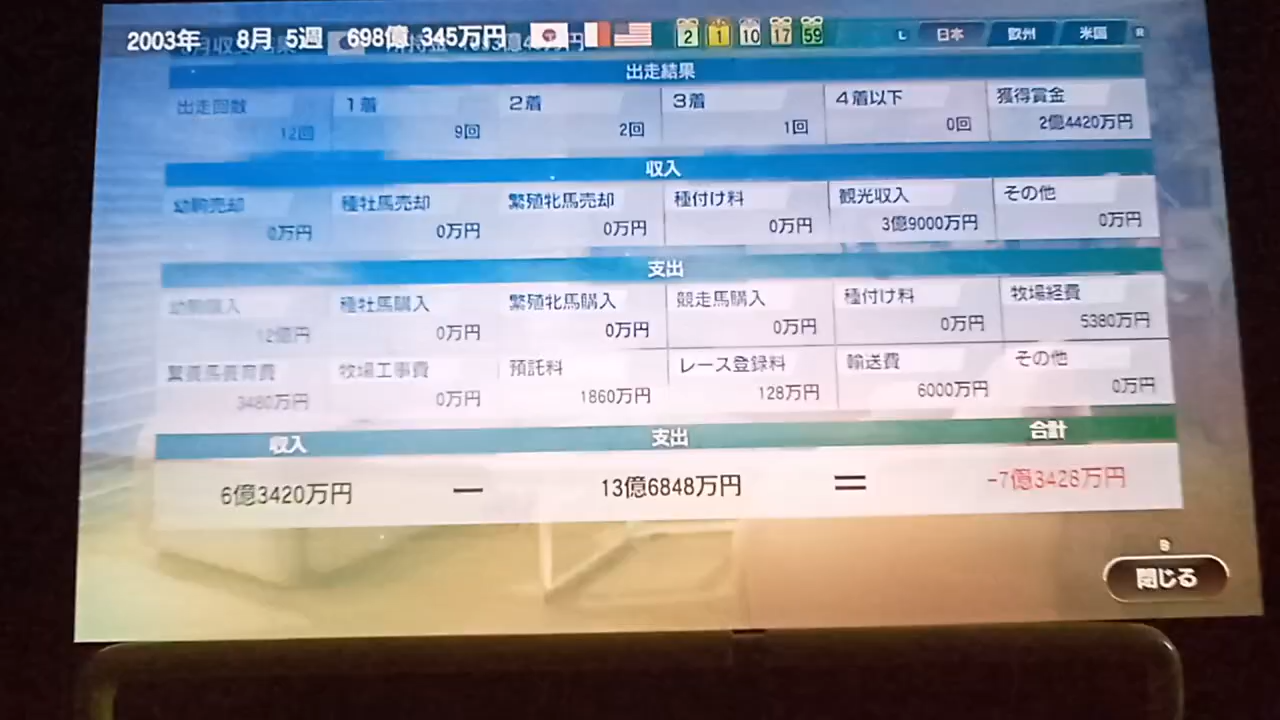 2003年 8月 5週 698億 345万円 2 1 10 17 59 L 日本 欧州 米国 R
出走結果
出走回数 1着 2着 3着 4着以下 獲得賞金
12回 9回 2回 1回 0回 2億4420万円
収入
幼駒売却 種牡馬売却 繁殖牝馬売却 種付け料 観光収入 その他
0万円 0万円 0万円 0万円 3億9000万円 0万円
支出
幼駒購入 種牡馬購入 繁殖牝馬購入 競走馬購入 種付け料 牧場経費
12億円 0万円 0万円 0万円 0万円 5380万円
繋養馬養育費 牧場工事費 預託料 レース登録料 輸送費 その他
3480万円 0万円 1860万円 128万円 6000万円 0万円
収入 支出 合計
6億3420万円 － 13億6848万円 ＝ -7億3428万円
B
閉じる